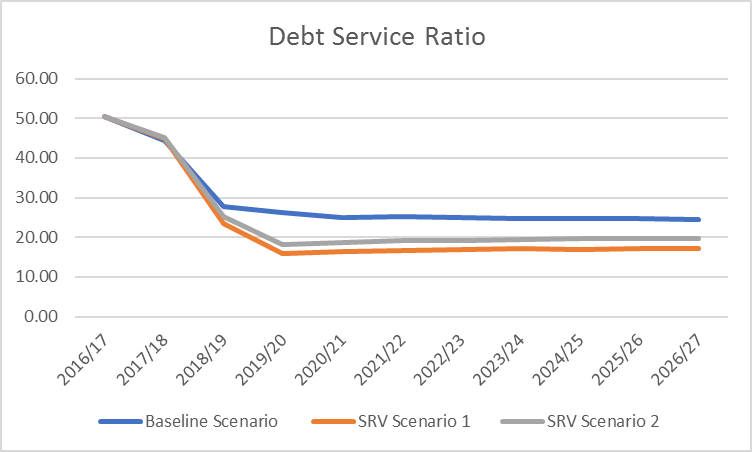 Debt Service Ratio
60.00
50.00
40.00
30.00
20.00
10.00
0.00
2016/17 2017/18 2018/19 2019/20 2020/21 2021/22 2022/23 2023/24 2024/25 2025/26 2026/27
Baseline Scenario SRV Scenario 1 SRV Scenario 2